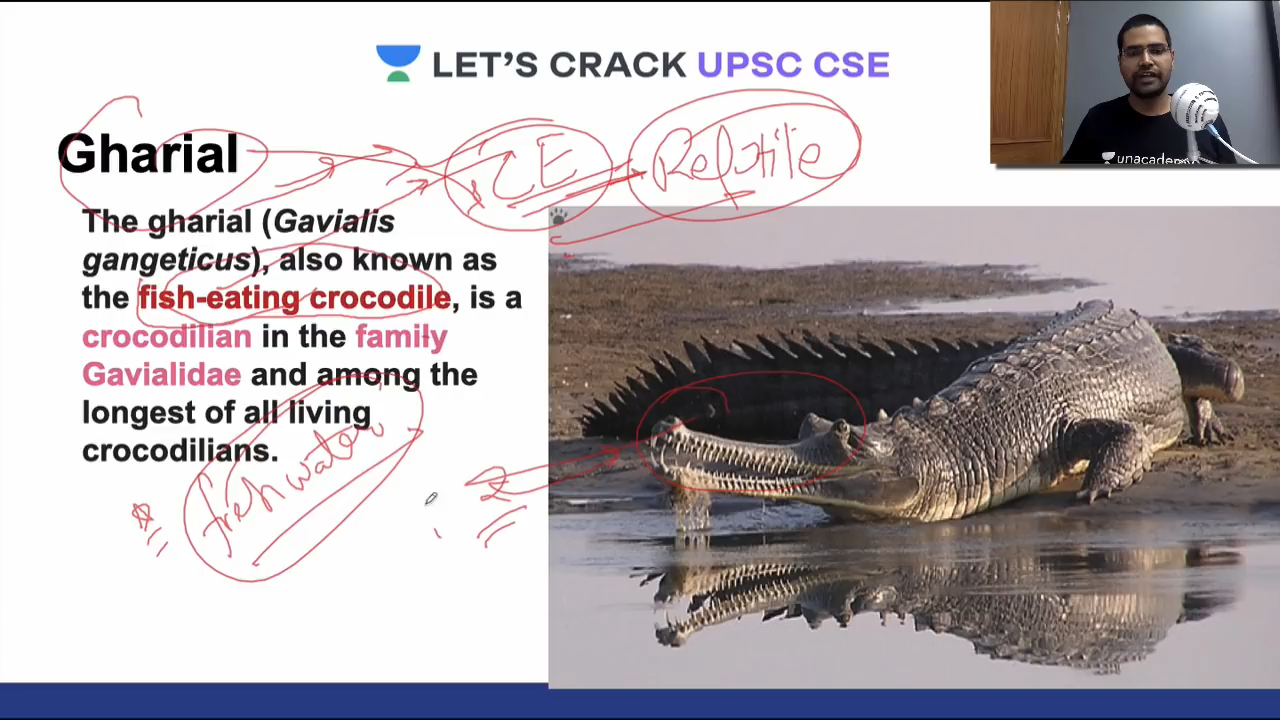 LET'S CRACK UPSC CSE
Gharial
CE
Reptile
unacademy
The gharial (Gavialis
gangeticus), also known as
the fish-eating crocodile, is a
crocodilian in the family
Gavialidae and among the
longest of all living
crocodilians.
freshwater